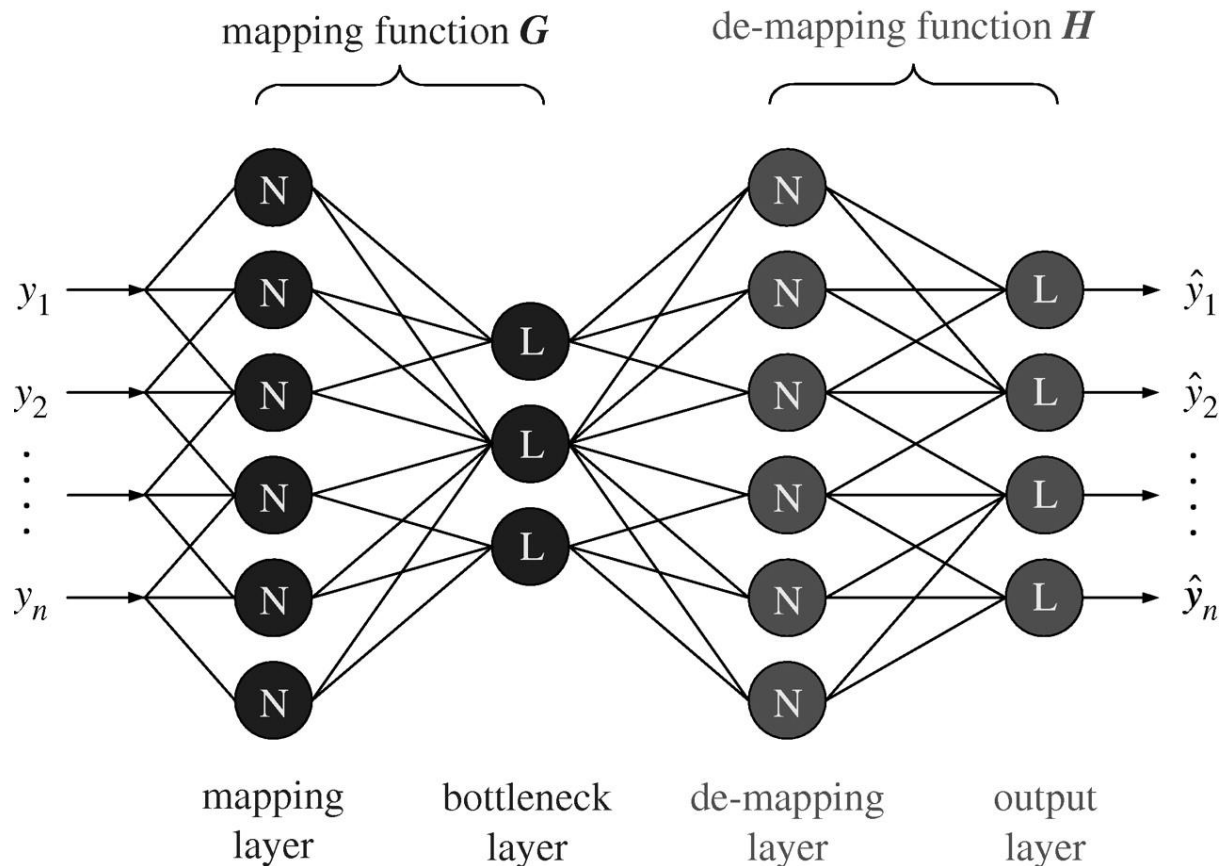 mapping function G
de-mapping function H
N N
y₁ N N L ŷ₁
L
y₂ N N L ŷ₂
L
N N L
L
yₙ N N L ŷₙ
N N
mapping layer
bottleneck layer
de-mapping layer
output layer